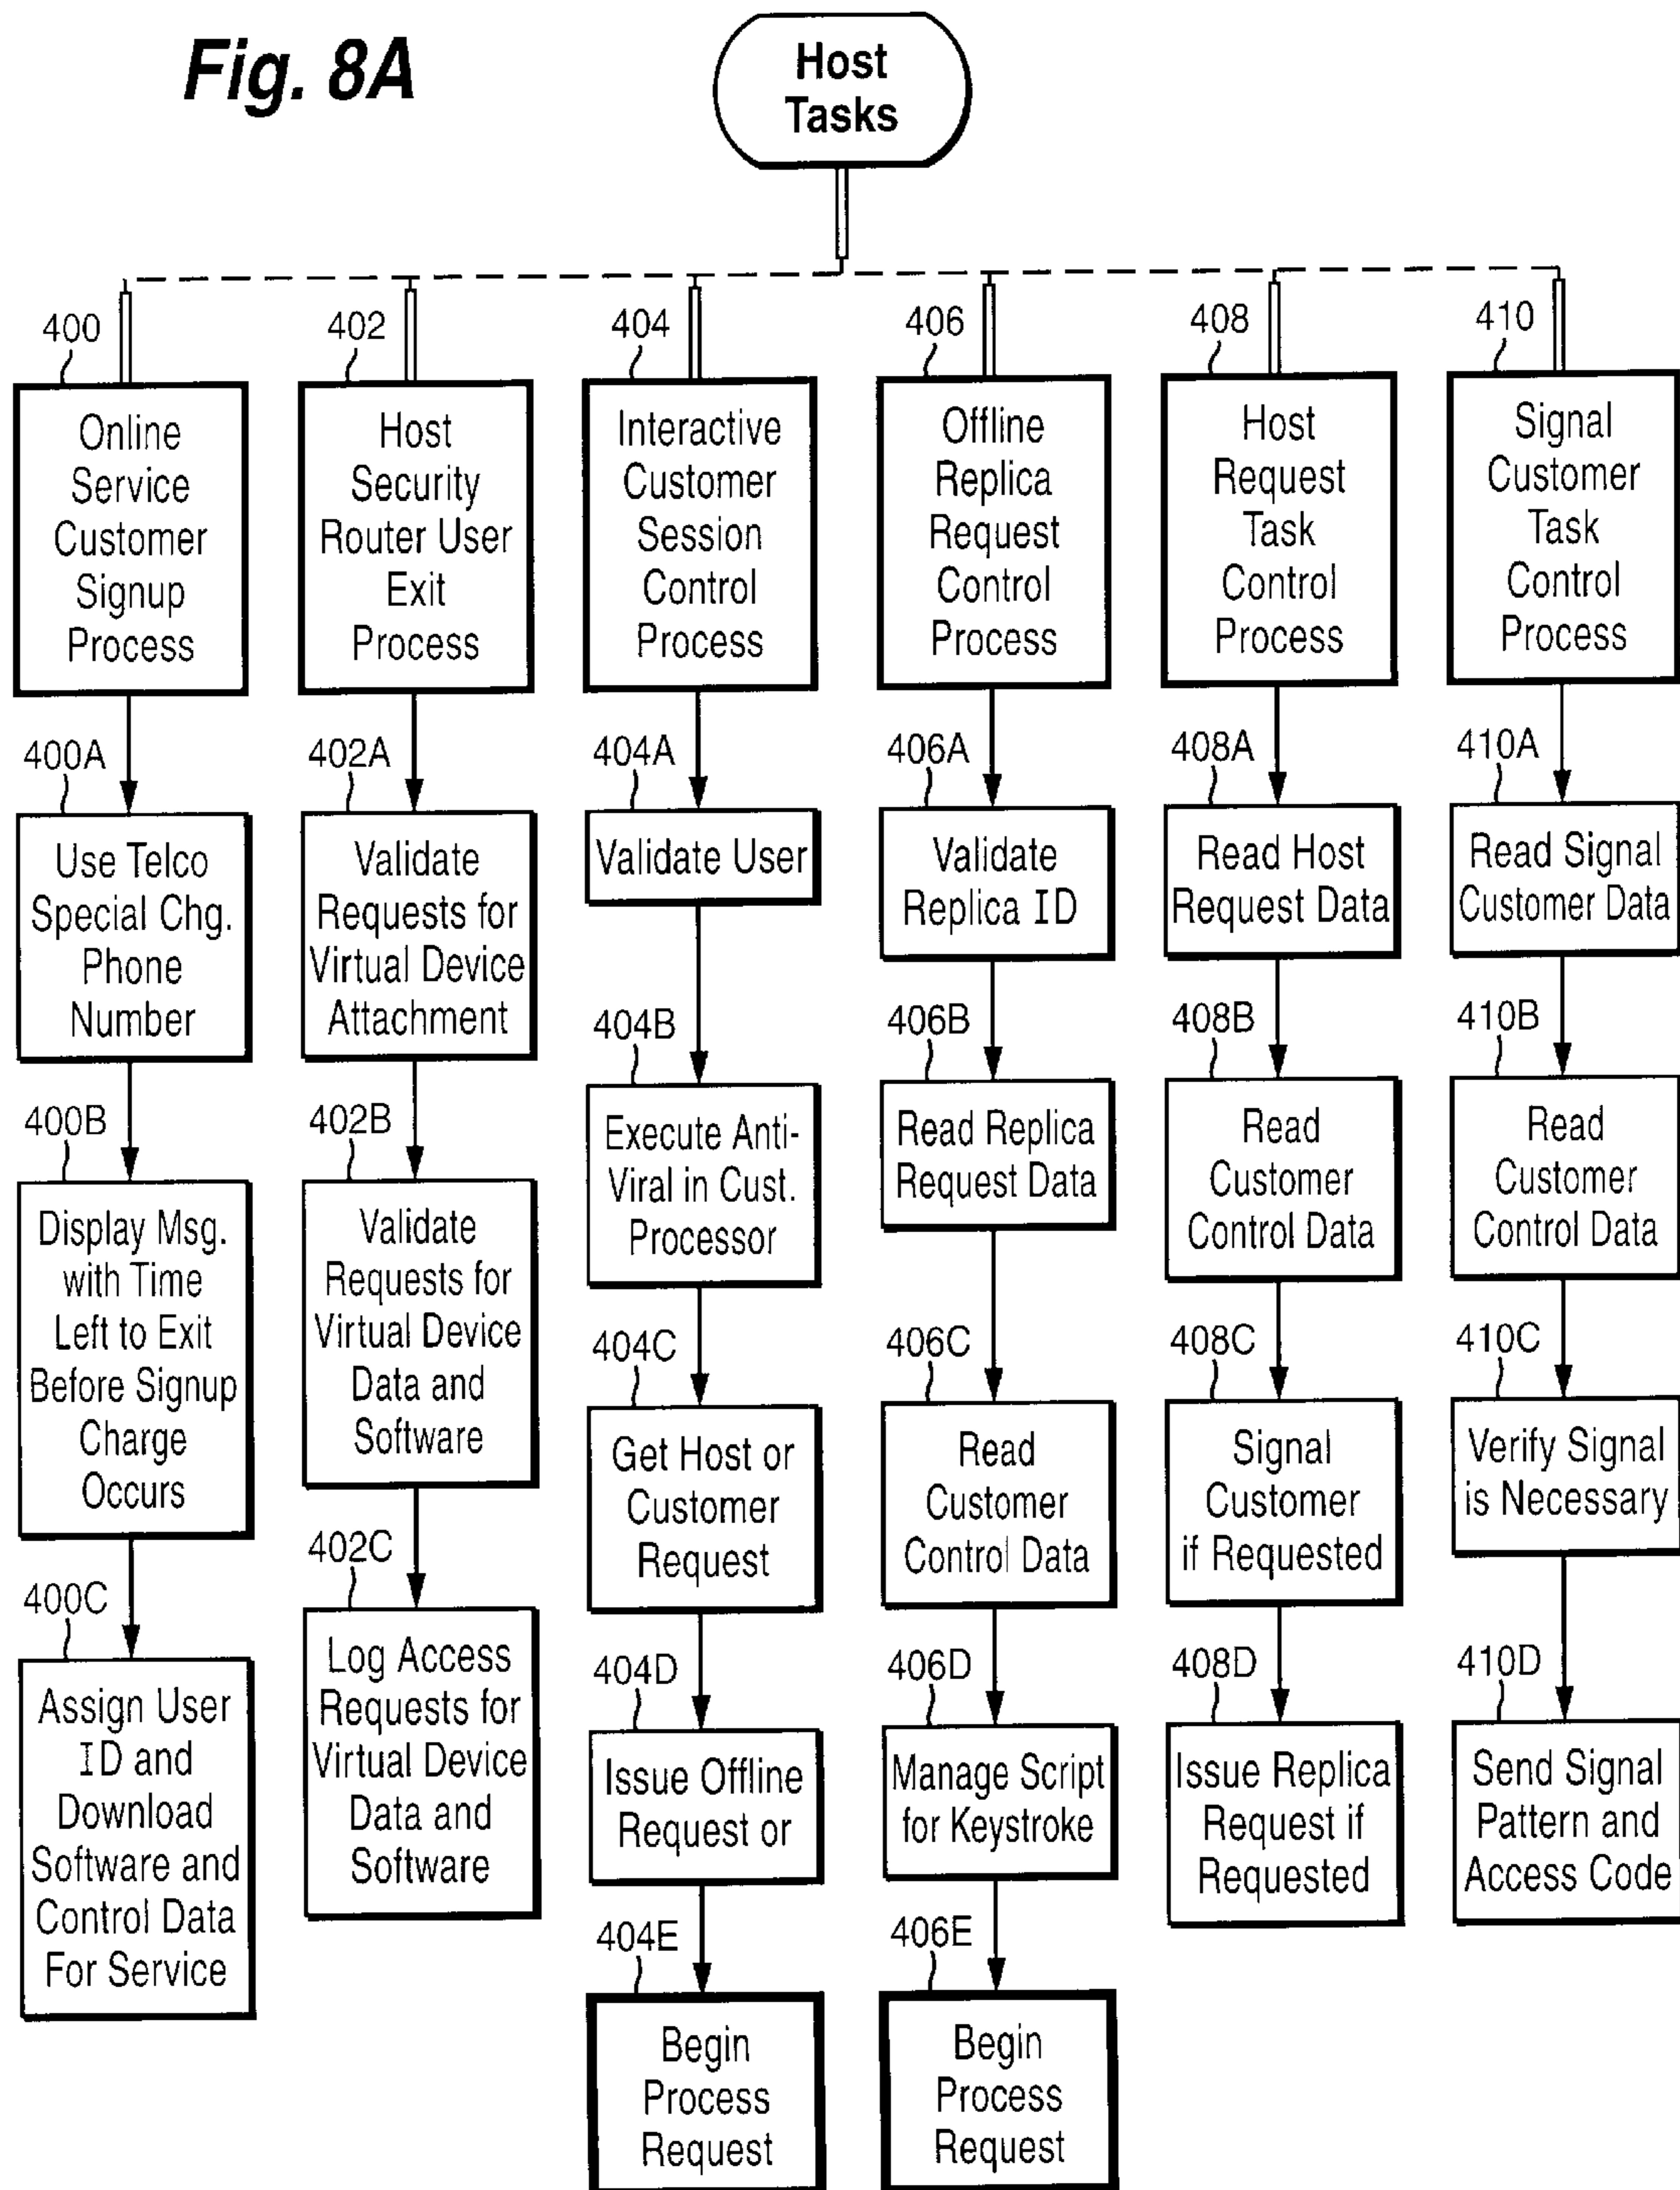 Fig. 8A
Host
Tasks
400
Online
Service
Customer
Signup
Process
400A
Use Telco
Special Chg.
Phone
Number
400B
Display Msg.
with Time
Left to Exit
Before Signup
Charge
Occurs
400C
Assign User
ID and
Download
Software and
Control Data
For Service
402
Host
Security
Router User
Exit
Process
402A
Validate
Requests for
Virtual Device
Attachment
402B
Validate
Requests for
Virtual Device
Data and
Software
402C
Log Access
Requests for
Virtual Device
Data and
Software
404
Interactive
Customer
Session
Control
Process
404A
Validate User
404B
Execute Anti-
Viral in Cust.
Processor
404C
Get Host or
Customer
Request
404D
Issue Offline
Request or
404E
Begin
Process
Request
406
Offline
Replica
Request
Control
Process
406A
Validate
Replica ID
406B
Read Replica
Request Data
406C
Read
Customer
Control Data
406D
Manage Script
for Keystroke
406E
Begin
Process
Request
408
Host
Request
Task
Control
Process
408A
Read Host
Request Data
408B
Read
Customer
Control Data
408C
Signal
Customer
if Requested
408D
Issue Replica
Request if
Requested
410
Signal
Customer
Task
Control
Process
410A
Read Signal
Customer Data
410B
Read
Customer
Control Data
410C
Verify Signal
is Necessary
410D
Send Signal
Pattern and
Access Code